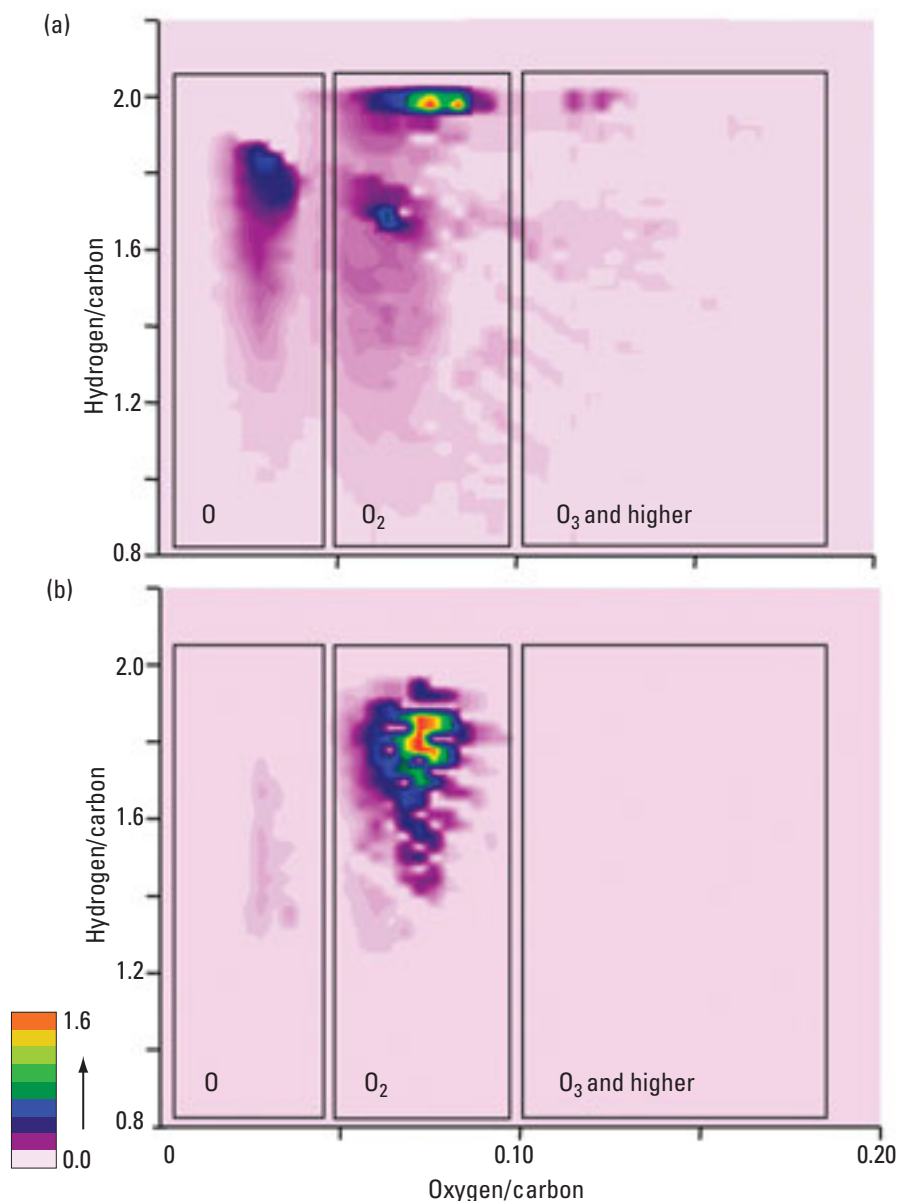 (a)
2.0
1.6
1.2
0.8
Hydrogen/carbon
O
O₂
O₃ and higher
(b)
2.0
1.6
1.2
0.8
Hydrogen/carbon
O
O₂
O₃ and higher
1.6
0.0
0
0.10
0.20
Oxygen/carbon